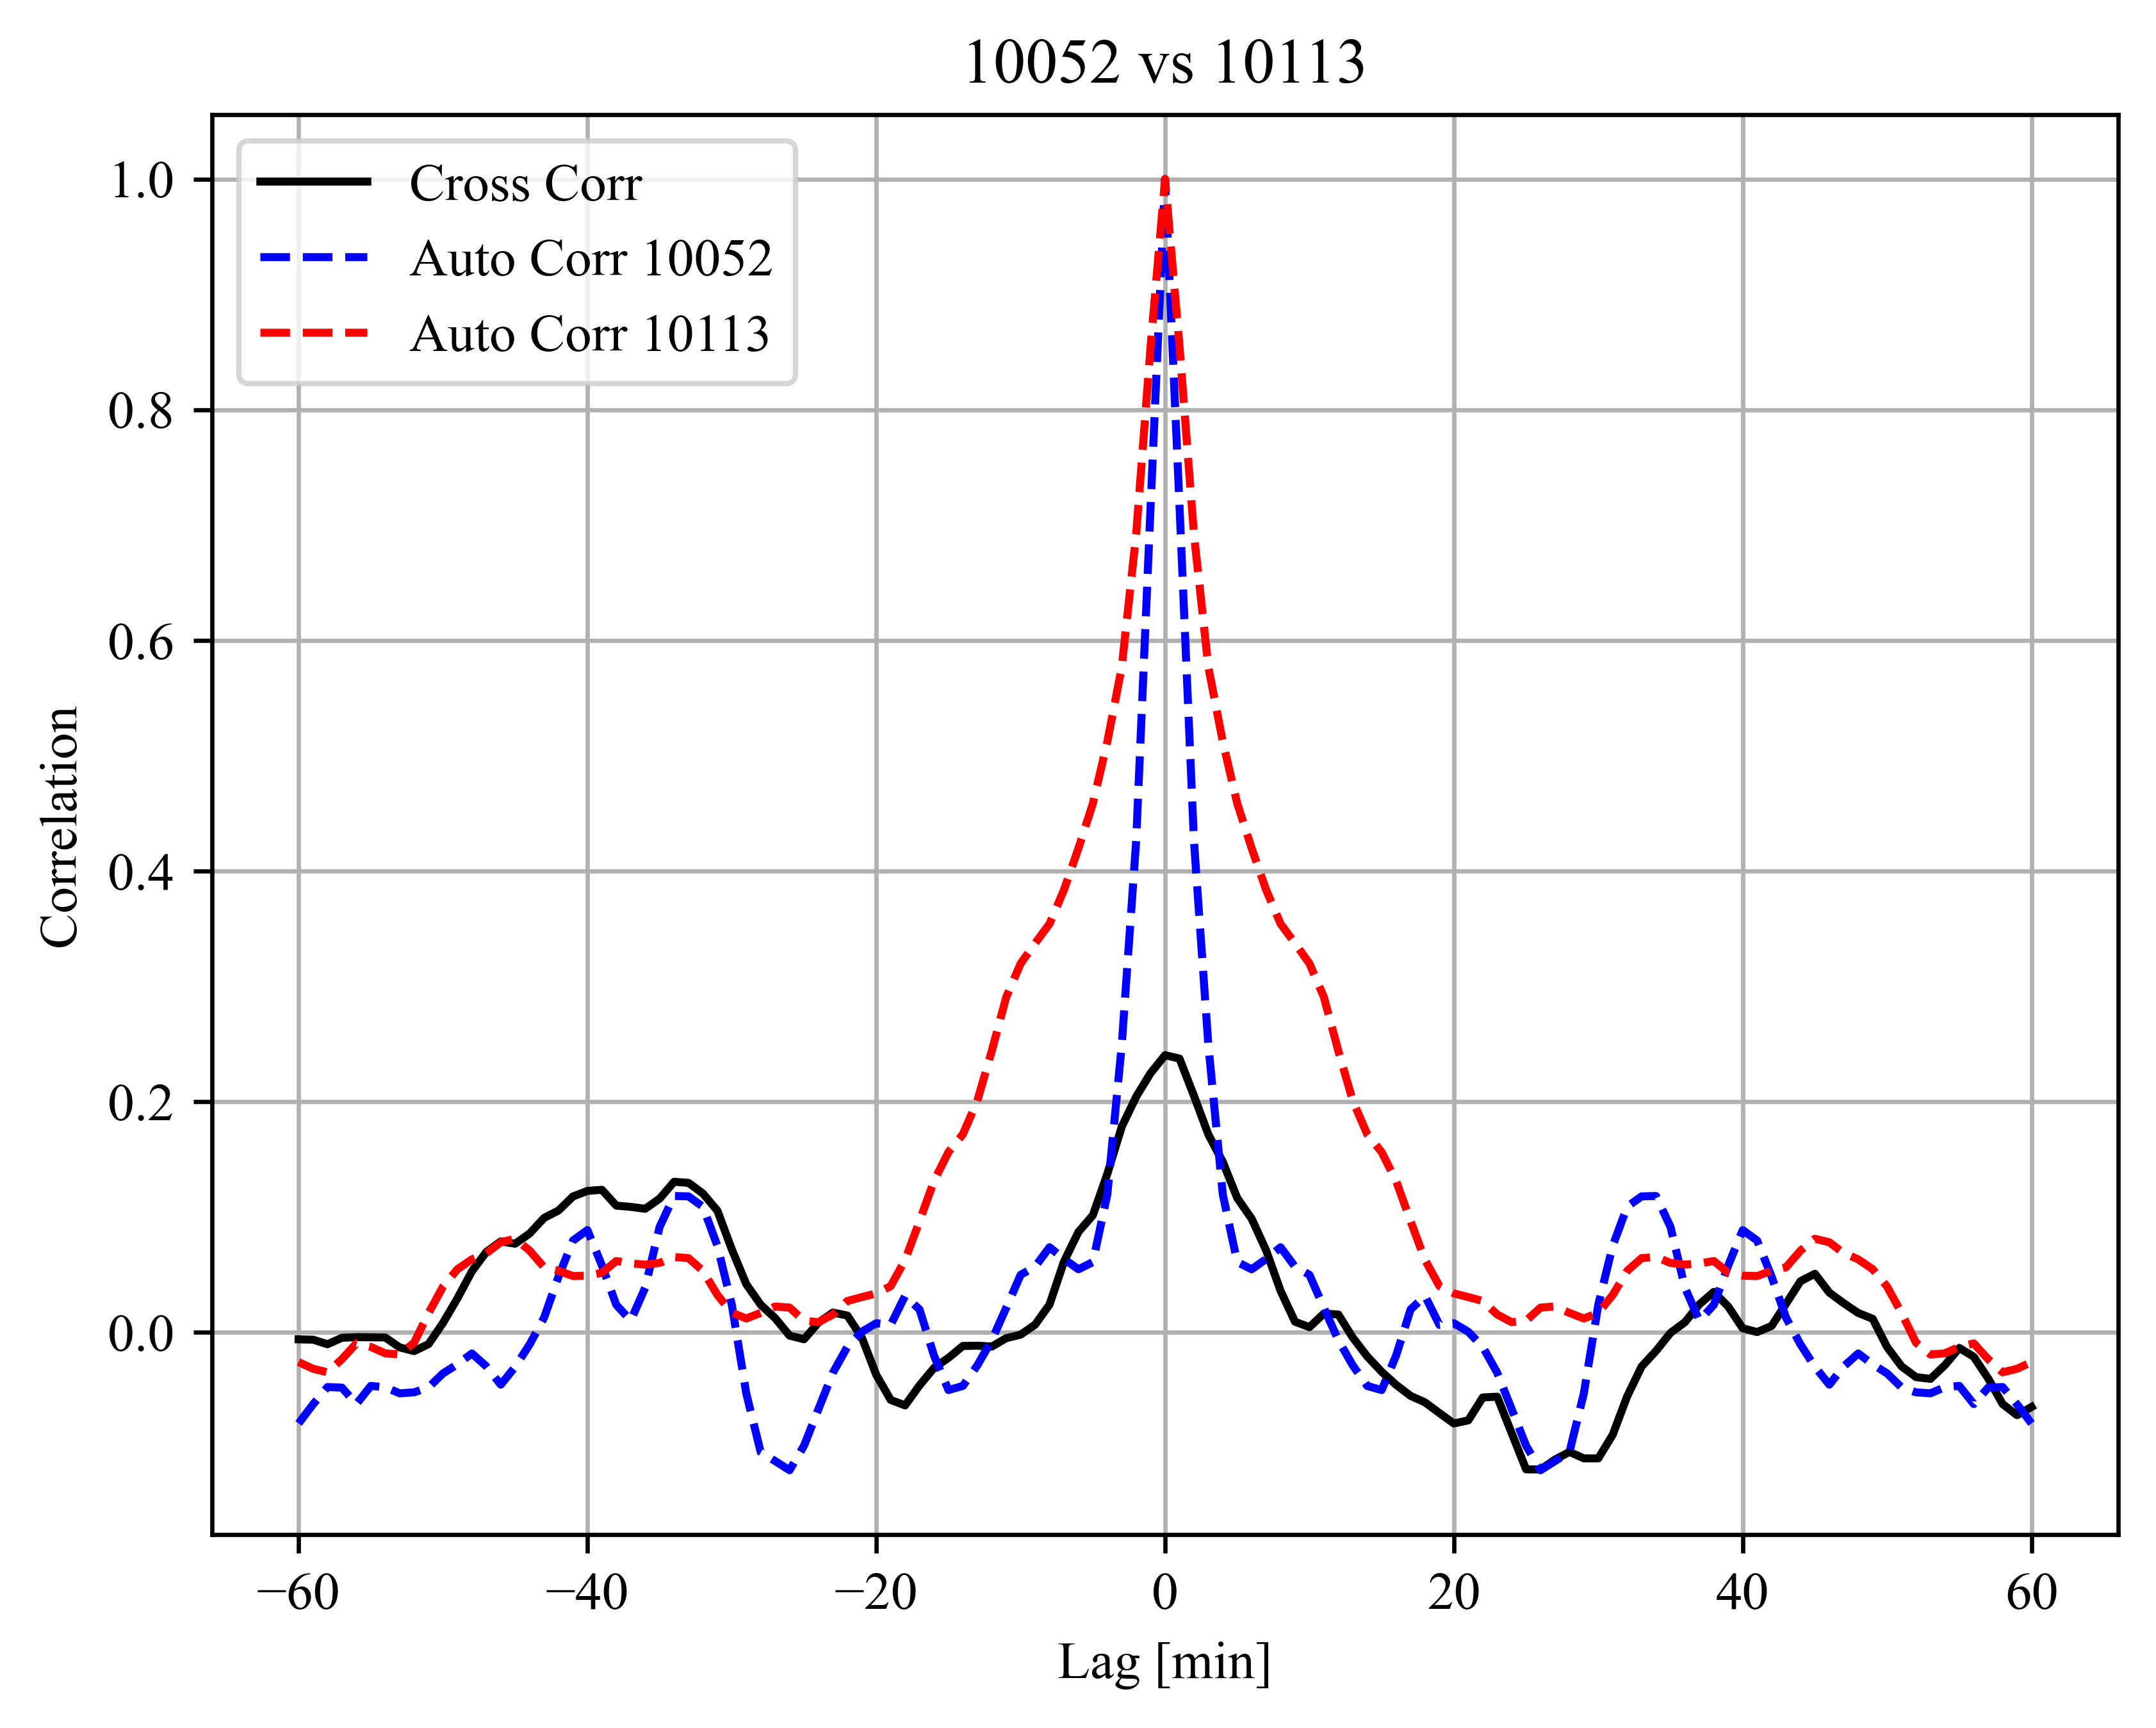 10052 vs 10113
Cross Corr
Auto Corr 10052
Auto Corr 10113
1.0
0.8
0.6
0.4
0.2
0.0
Correlation
−60 −40 −20 0 20 40 60
Lag [min]